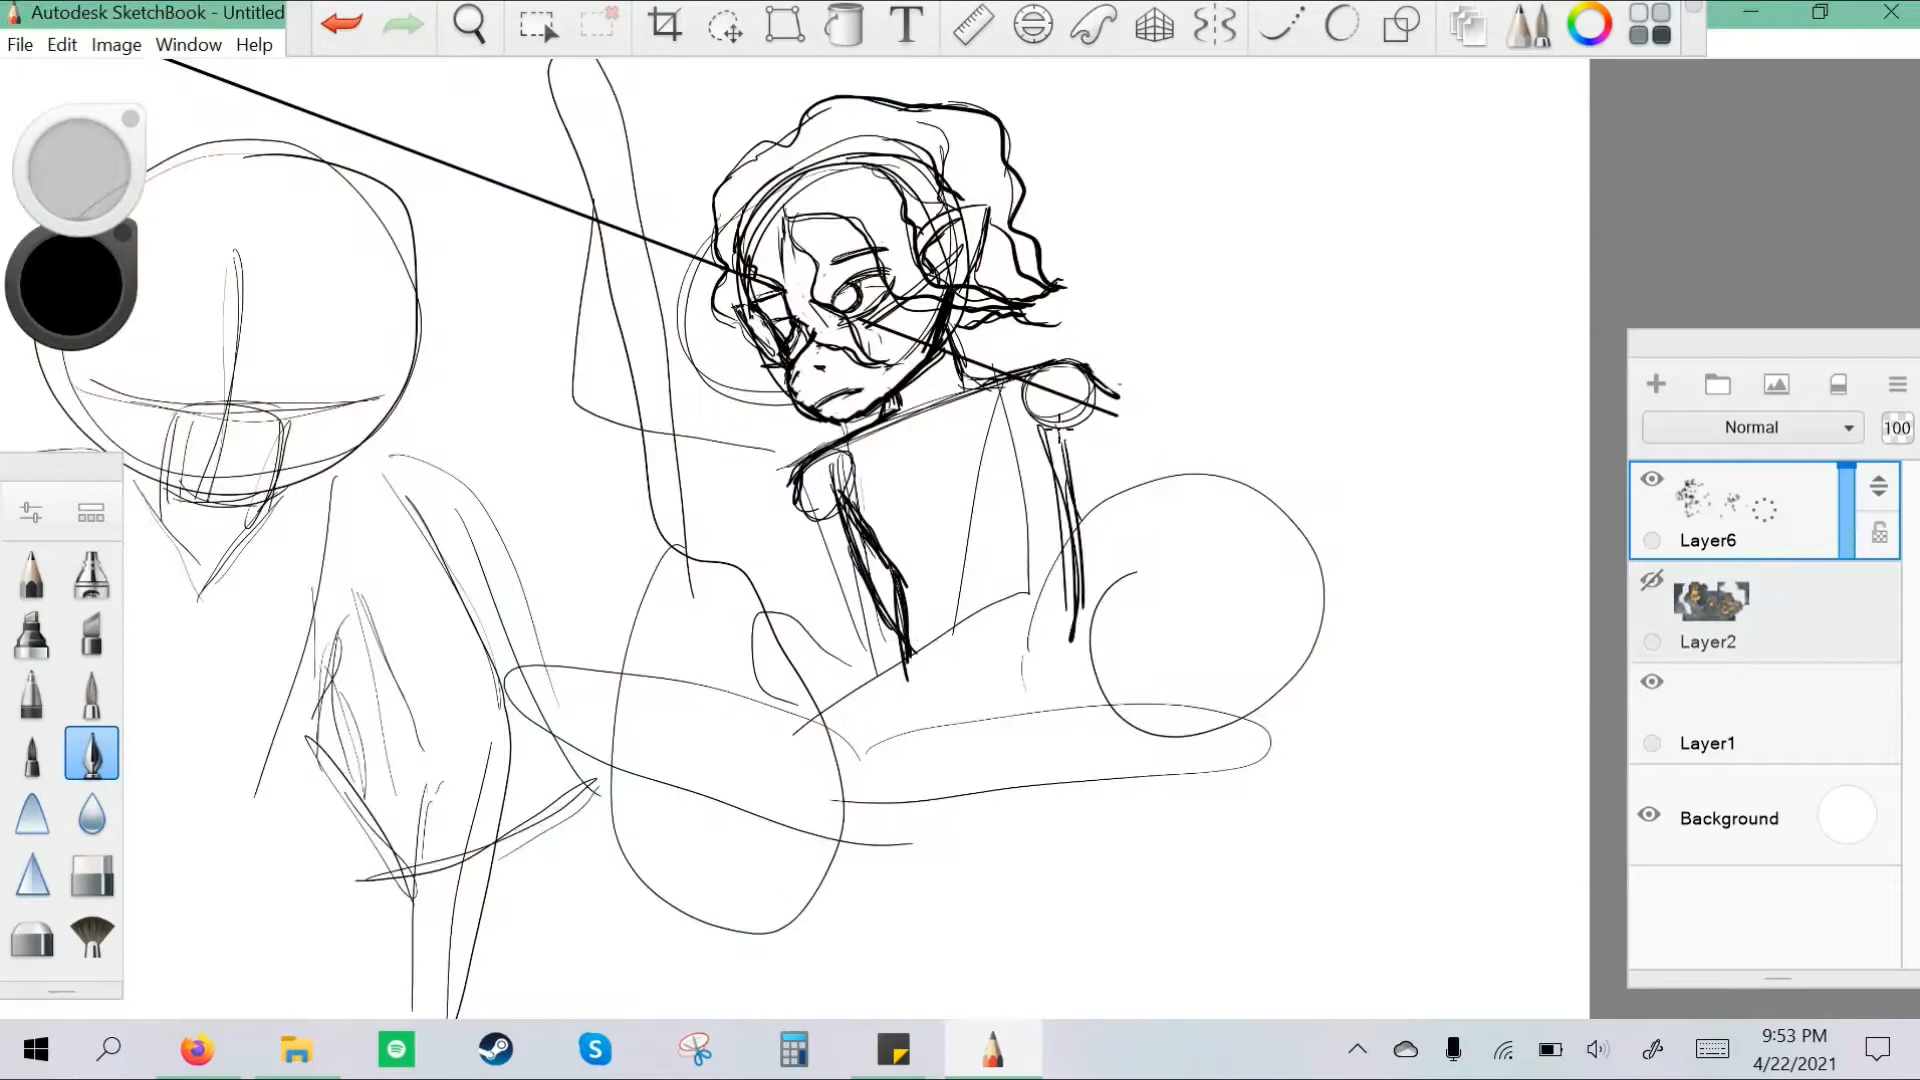 Autodesk SketchBook - Untitled
File Edit Image Window Help
T
Normal
100
Layer6
Layer2
Layer1
Background
9:53 PM
4/22/2021